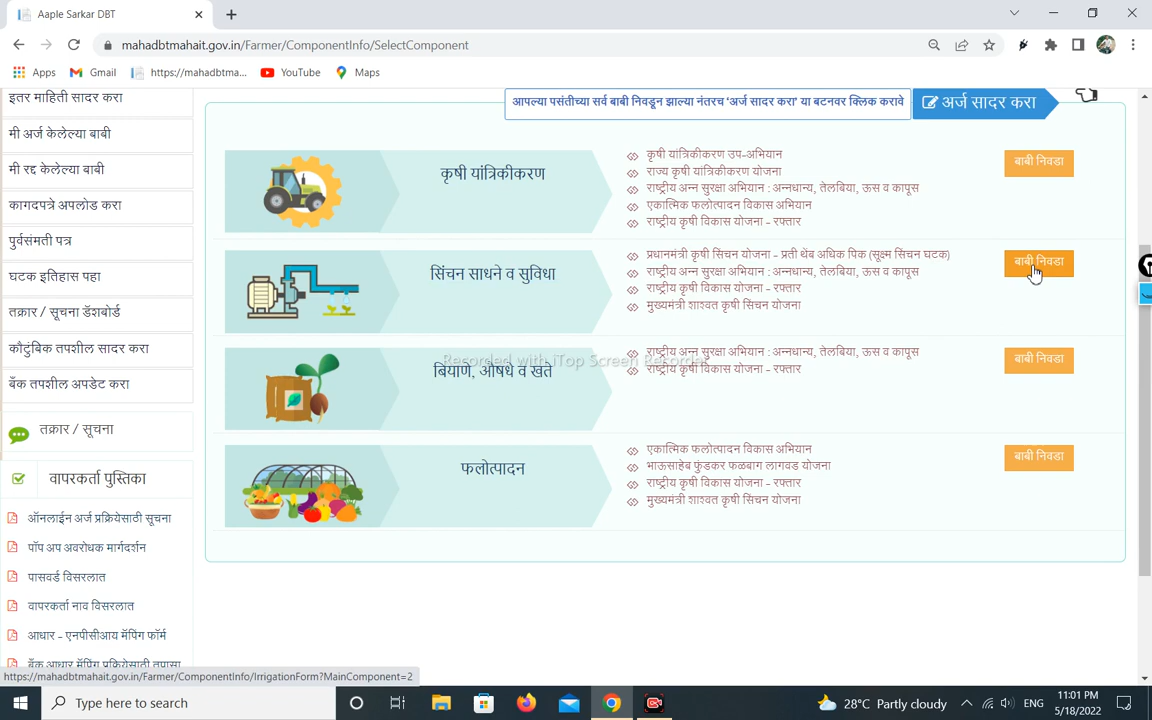 Aaple Sarkar DBT
mahadbtmahait.gov.in/Farmer/ComponentInfo/SelectComponent
Apps
Gmail
https://mahadbtma...
YouTube
Maps
इतर माहिती सादर करा
मी अर्ज केलेल्या बाबी
मी रद्द केलेल्या बाबी
कागदपत्रे अपलोड करा
पुर्वसंमती पत्र
घटक इतिहास पहा
तक्रार / सूचना डॅशबोर्ड
कौटुंबिक तपशील सादर करा
बँक तपशील अपडेट करा
तक्रार / सूचना
वापरकर्ता पुस्तिका
ऑनलाईन अर्ज प्रक्रियेसाठी सूचना
पॉप अप अवरोधक मार्गदर्शन
पासवर्ड विसरलात
वापरकर्ता नाव विसरलात
आधार - एनपीसीआय मॅपिंग फॉर्म
बँक आधार मॅपिंग प्रक्रियेसाठी तपासा
आपल्या पसंतीच्या सर्व बाबी निवडून झाल्या नंतरच 'अर्ज सादर करा' या बटनवर क्लिक करावे
अर्ज सादर करा
कृषी यांत्रिकीकरण
कृषी यांत्रिकीकरण उप-अभियान
राज्य कृषी यांत्रिकीकरण योजना
राष्ट्रीय अन्न सुरक्षा अभियान : अन्नधान्य, तेलबिया, ऊस व कापूस
एकात्मिक फलोत्पादन विकास अभियान
राष्ट्रीय कृषी विकास योजना - रफ्तार
बाबी निवडा
सिंचन साधने व सुविधा
प्रधानमंत्री कृषी सिंचन योजना - प्रती थेंब अधिक पिक (सूक्ष्म सिंचन घटक)
राष्ट्रीय अन्न सुरक्षा अभियान : अन्नधान्य, तेलबिया, ऊस व कापूस
राष्ट्रीय कृषी विकास योजना - रफ्तार
मुख्यमंत्री शाश्वत कृषी सिंचन योजना
बाबी निवडा
Recorded with iTop Screen Recorder
बियाणे, औषधे व खते
राष्ट्रीय अन्न सुरक्षा अभियान : अन्नधान्य, तेलबिया, ऊस व कापूस
राष्ट्रीय कृषी विकास योजना - रफ्तार
बाबी निवडा
फलोत्पादन
एकात्मिक फलोत्पादन विकास अभियान
भाऊसाहेब फुंडकर फळबाग लागवड योजना
राष्ट्रीय कृषी विकास योजना - रफ्तार
मुख्यमंत्री शाश्वत कृषी सिंचन योजना
बाबी निवडा
https://mahadbtmahait.gov.in/Farmer/ComponentInfo/IrrigationForm?MainComponent=2
Type here to search
28°C Partly cloudy
ENG
11:01 PM
5/18/2022